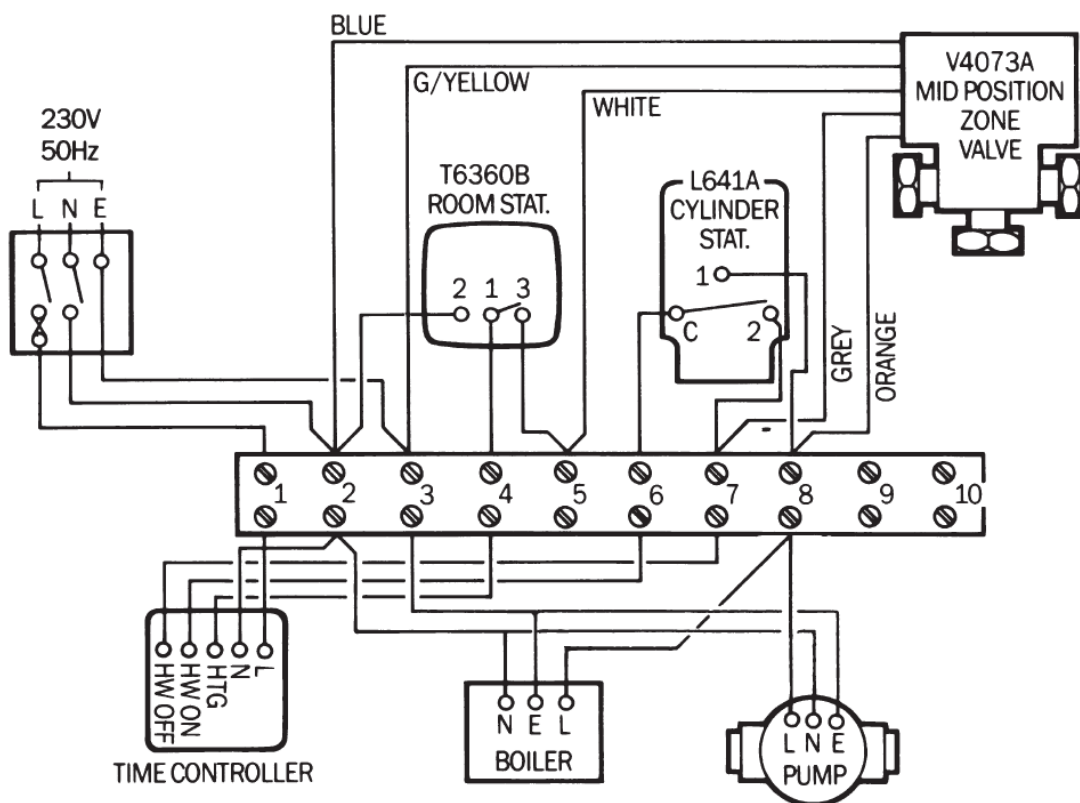 BLUE
G/YELLOW
WHITE
V4073A
MID POSITION
ZONE
VALVE
230V
50Hz
L N E
T6360B
ROOM STAT.
2 1 3
L641A
CYLINDER
STAT.
1
C 2
GREY
ORANGE
1 2 3 4 5 6 7 8 9 10
HW OFF
HW ON
HTG
N
L
TIME CONTROLLER
N E L
BOILER
L N E
PUMP